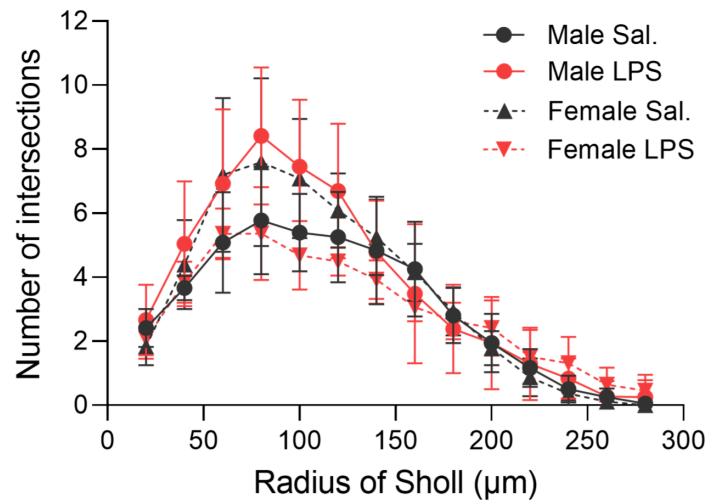 12
10
8
6
4
2
0
Number of intersections
0 50 100 150 200 250 300
Radius of Sholl (µm)
Male Sal.
Male LPS
Female Sal.
Female LPS